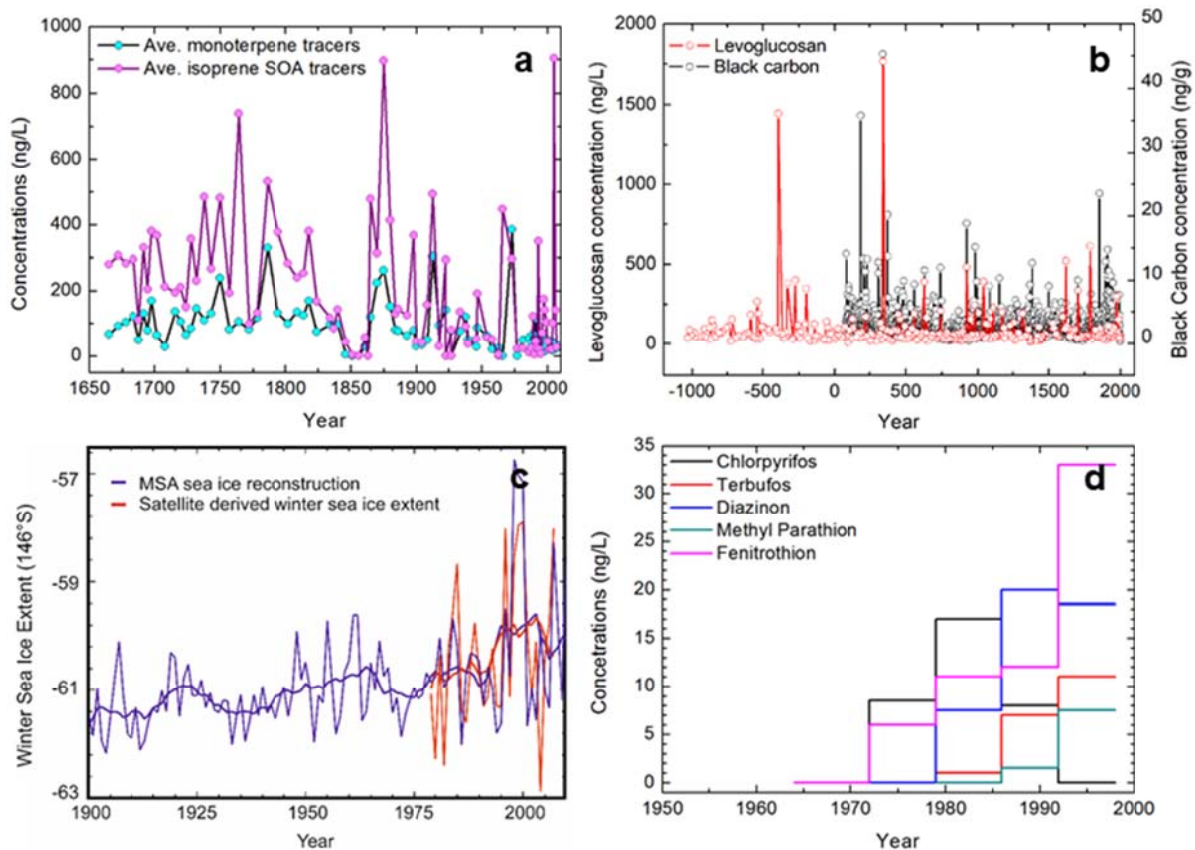 a
Ave. monoterpene tracers
Ave. isoprene SOA tracers
Concentrations (ng/L)
1000
800
600
400
200
0
1650 1700 1750 1800 1850 1900 1950 2000
Year
b
Levoglucosan
Black carbon
Levoglucosan concentration (ng/L)
2000
1500
1000
500
0
Black Carbon concentration (ng/g)
50
40
30
20
10
0
-1000 -500 0 500 1000 1500 2000
Year
c
MSA sea ice reconstruction
Satellite derived winter sea ice extent
Winter Sea Ice Extent (146°S)
-57
-59
-61
-63
1900 1925 1950 1975 2000
Year
d
Chlorpyrifos
Terbufos
Diazinon
Methyl Parathion
Fenitrothion
Concetrations (ng/L)
35
30
25
20
15
10
5
0
1950 1960 1970 1980 1990 2000
Year